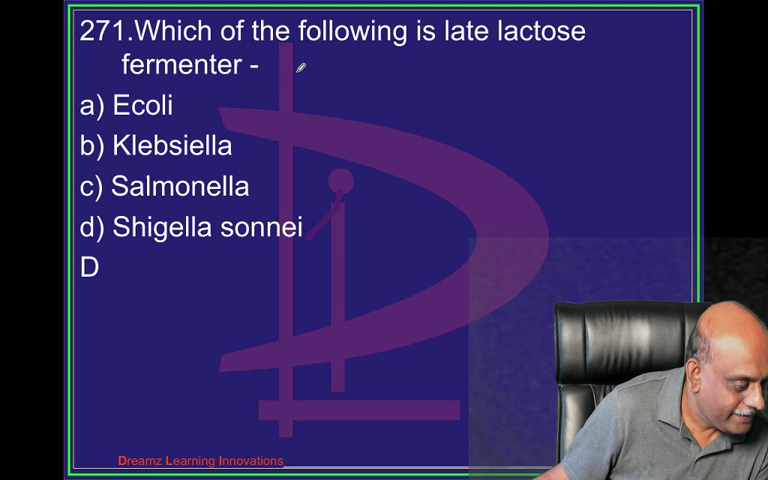 271.Which of the following is late lactose
fermenter -
a) Ecoli
b) Klebsiella
c) Salmonella
d) Shigella sonnei
D
Dreamz Learning Innovations